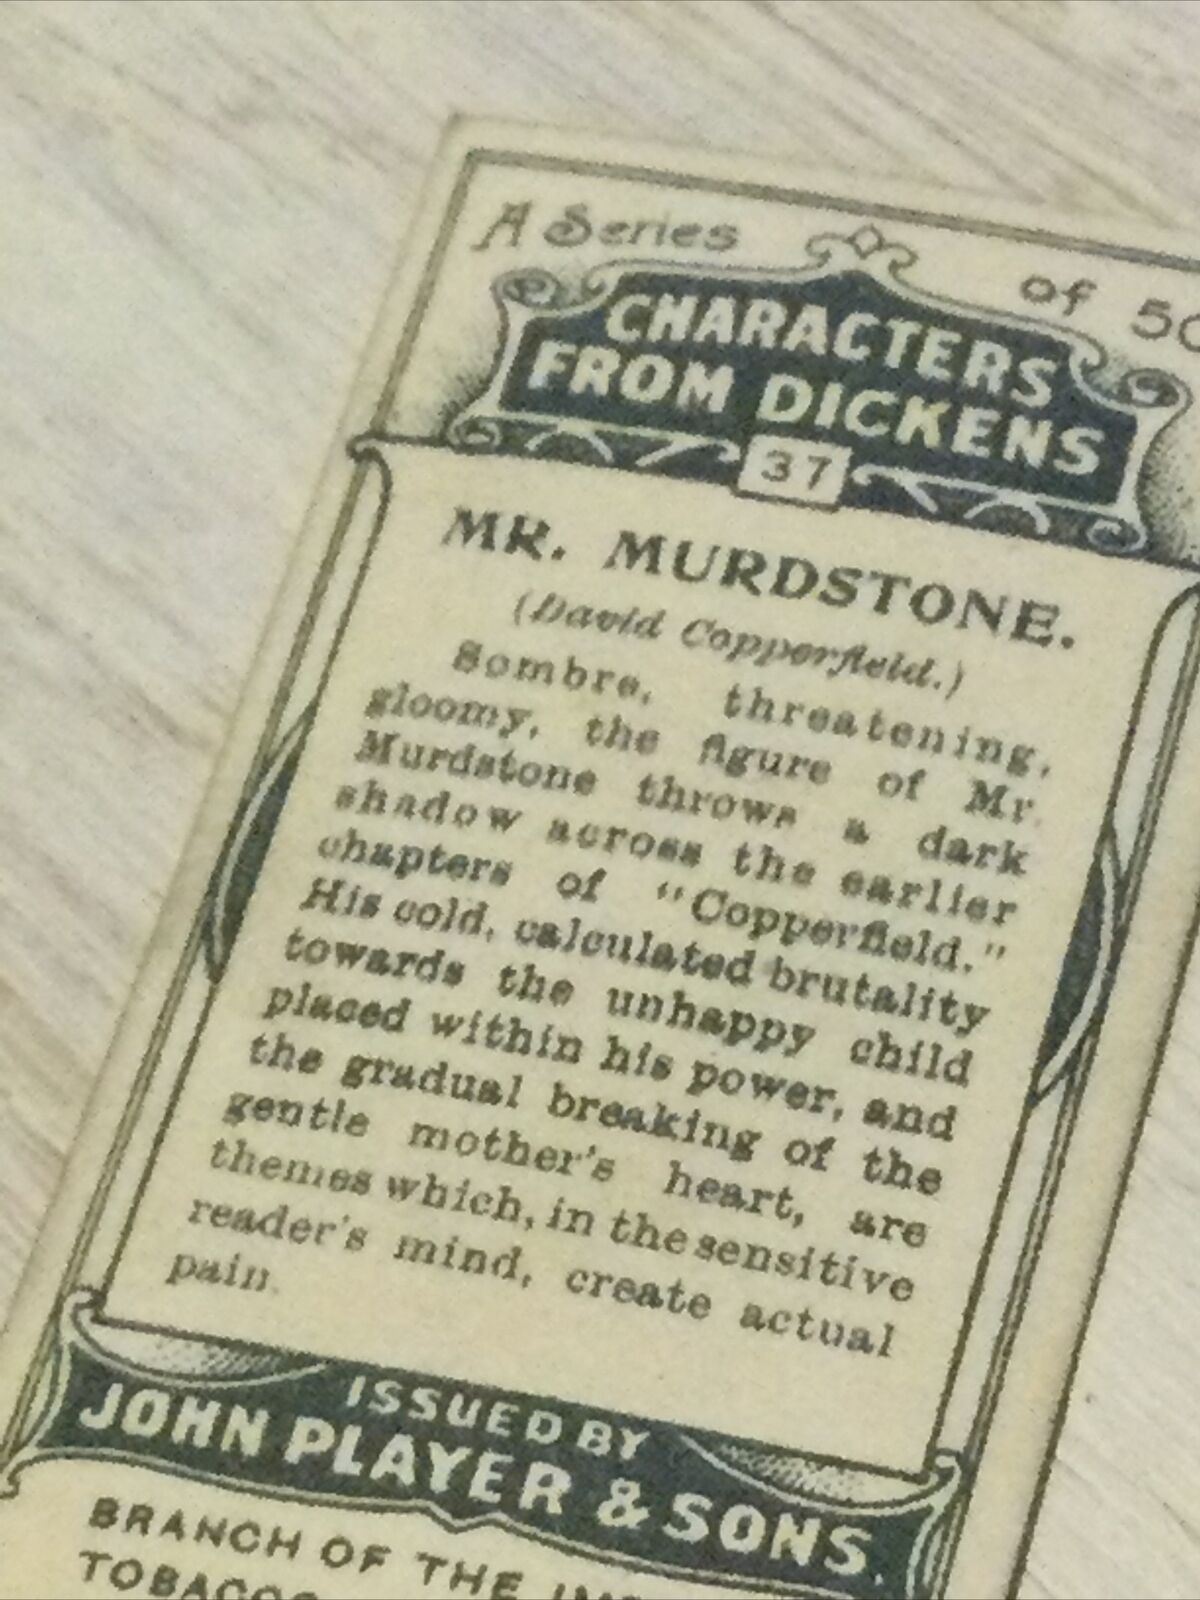 A Series of 50
CHARACTERS
FROM DICKENS
37
MR. MURDSTONE.
(David Copperfield.)
Sombre, threatening,
gloomy, the figure of Mr.
Murdstone throws a dark
shadow across the earlier
chapters of "Copperfield."
His cold, calculated brutality
towards the unhappy child
placed within his power, and
the gradual breaking of the
gentle mother's heart, are
themes which, in the sensitive
reader's mind, create actual
pain.
ISSUED BY
JOHN PLAYER & SONS.
BRANCH OF THE
TOBACCO